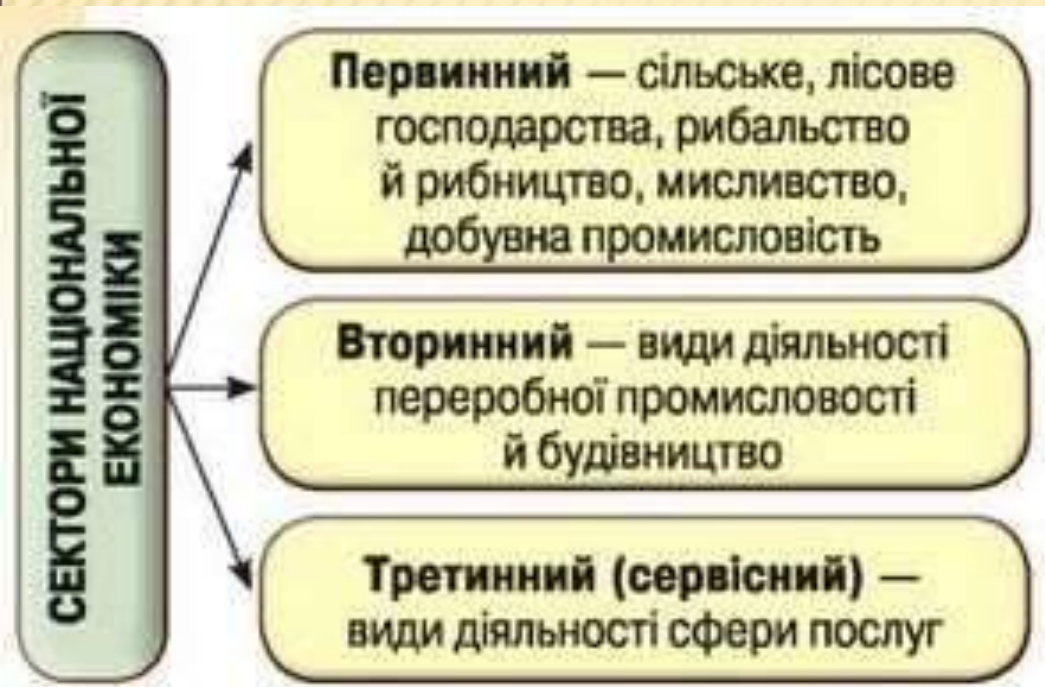 СЕКТОРИ НАЦІОНАЛЬНОЇ
ЕКОНОМІКИ
Первинний — сільське, лісове
господарства, рибальство
й рибництво, мисливство,
добувна промисловість
Вторинний — види діяльності
переробної промисловості
й будівництво
Третинний (сервісний) —
види діяльності сфери послуг